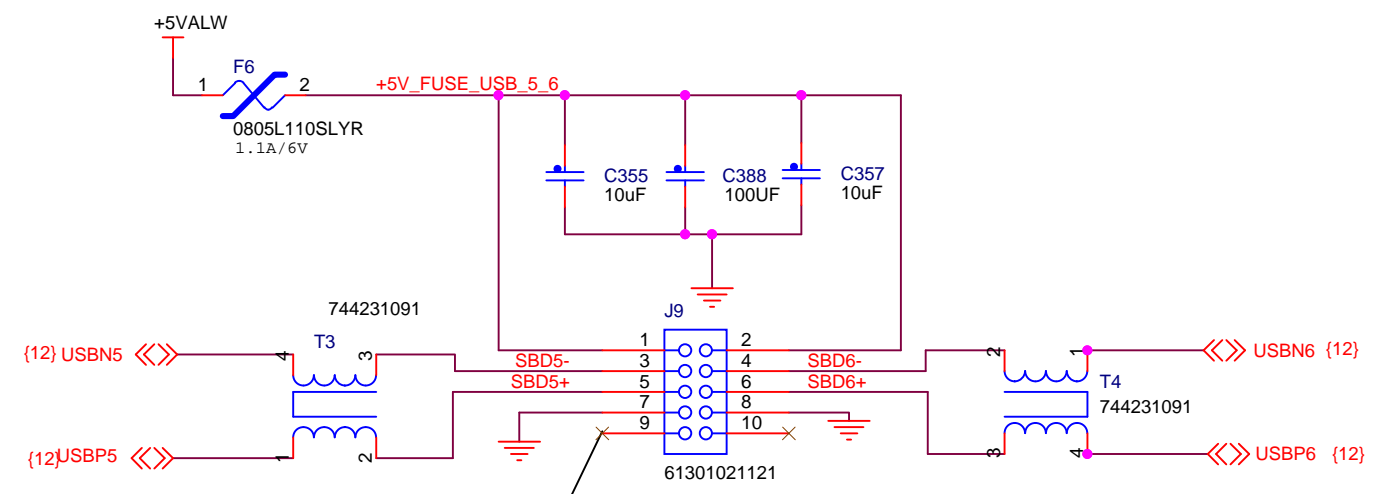 +5VALW
F6
1 2 +5V_FUSE_USB_5_6
0805L110SLYR
1.1A/6V
C355
10uF
C388
100UF
C357
10uF
744231091
T3
J9
{12} USBN5
4 3
SBD5-
SBD5+
1 2
3 4
5 6
7 8
9 10
SBD6-
SBD6+
2 1
USBN6 {12}
T4
744231091
{12}USBP5
1 2
3 4
USBP6 {12}
61301021121